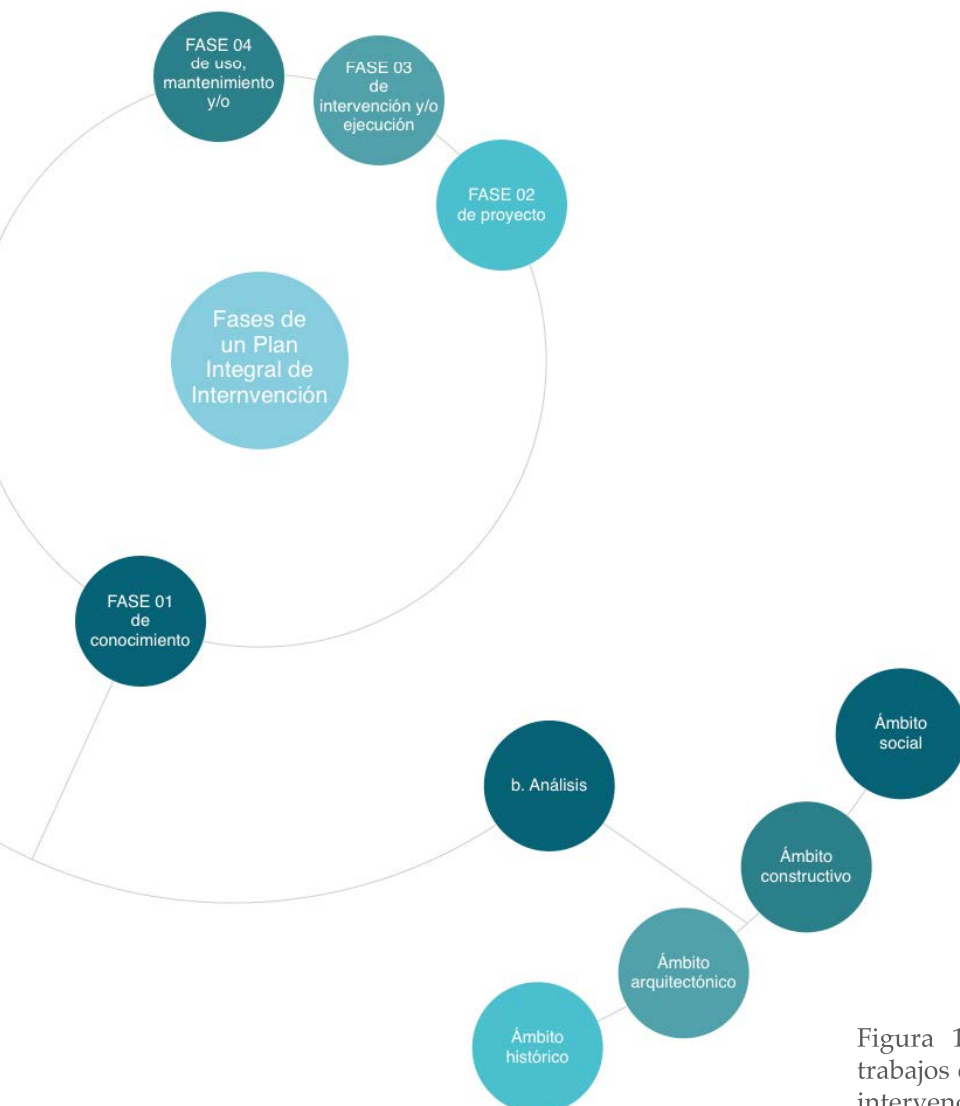 FASE 04
de uso,
mantenimiento
y/o
FASE 03
de
intervención y/o
ejecución
FASE 02
de proyecto
Fases de
un Plan
Integral de
Internvención
FASE 01
de
conocimiento
b. Análisis
Ámbito
social
Ámbito
constructivo
Ámbito
arquitectónico
Ámbito
histórico
Figura 1
trabajos